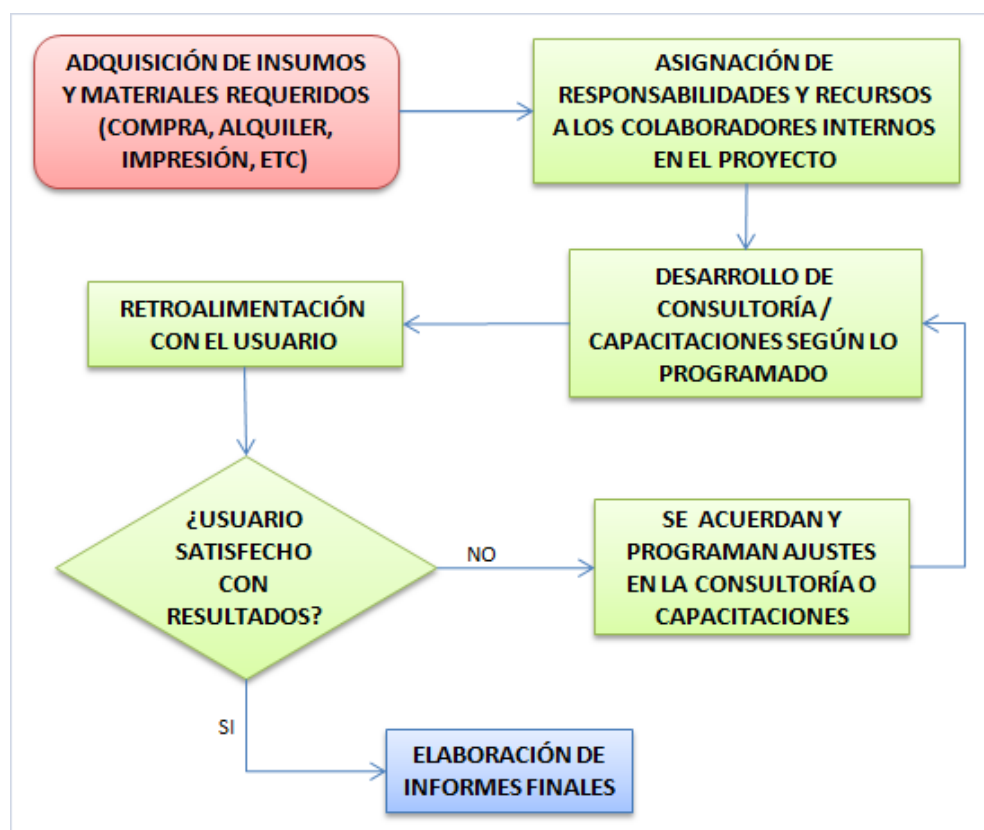 ADQUISICIÓN DE INSUMOS
Y MATERIALES REQUERIDOS
(COMPRA, ALQUILER,
IMPRESIÓN, ETC)
ASIGNACIÓN DE
RESPONSABILIDADES Y RECURSOS
A LOS COLABORADORES INTERNOS
EN EL PROYECTO
DESARROLLO DE
CONSULTORÍA /
CAPACITACIONES SEGÚN LO
PROGRAMADO
RETROALIMENTACIÓN
CON EL USUARIO
¿USUARIO
SATISFECHO
CON
RESULTADOS?
NO
SE ACUERDAN Y
PROGRAMAN AJUSTES
EN LA CONSULTORÍA O
CAPACITACIONES
SI
ELABORACIÓN DE
INFORMES FINALES